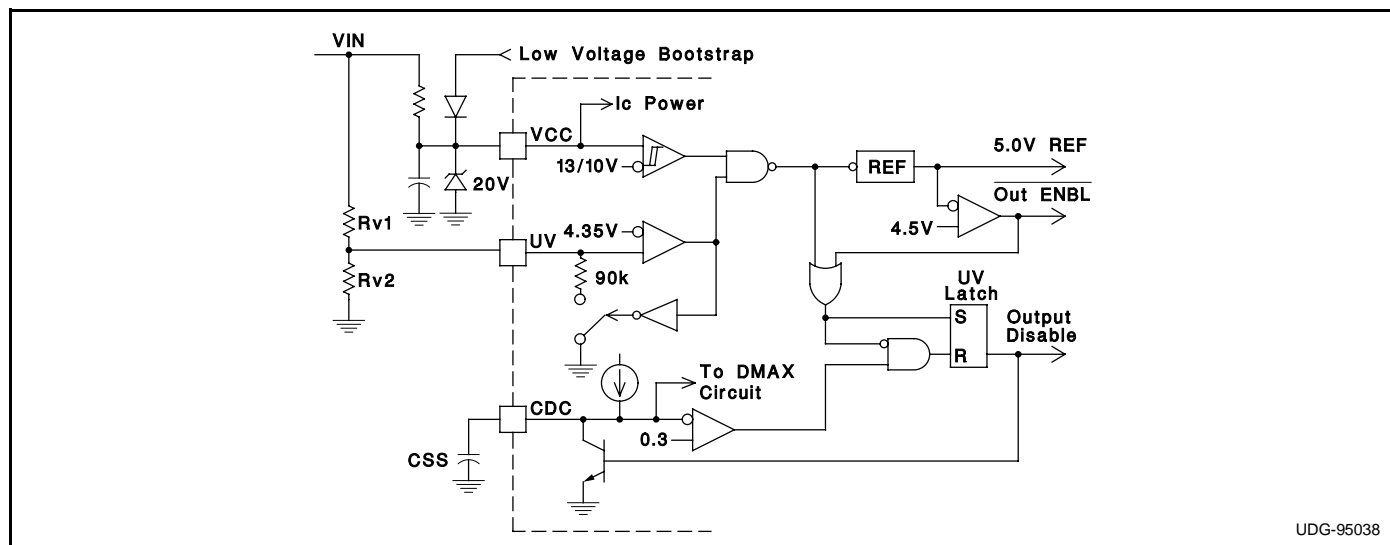 VIN
Low Voltage Bootstrap
Ic Power
VCC
13/10V
REF
5.0V REF
20V
Out ENBL
4.5V
Rv1
4.35V
UV
90k
Rv2
UV
Latch
S
Output
Disable
R
To DMAX
Circuit
CDC
0.3
CSS
UDG-95038